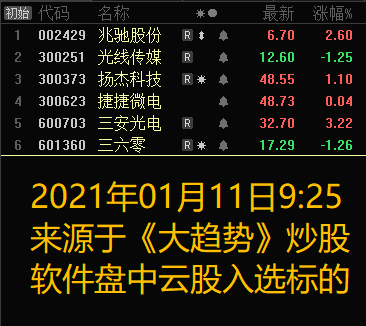 初始 代码 名称 最新 涨幅%
1 002429 兆驰股份 R 6.70 2.60
2 300251 光线传媒 R 12.60 -1.25
3 300373 扬杰科技 R 48.55 1.10
4 300623 捷捷微电 48.73 0.04
5 600703 三安光电 R 32.70 3.22
6 601360 三六零 R 17.29 -1.26
2021年01月11日9:25
来源于《大趋势》炒股
软件盘中云股入选标的